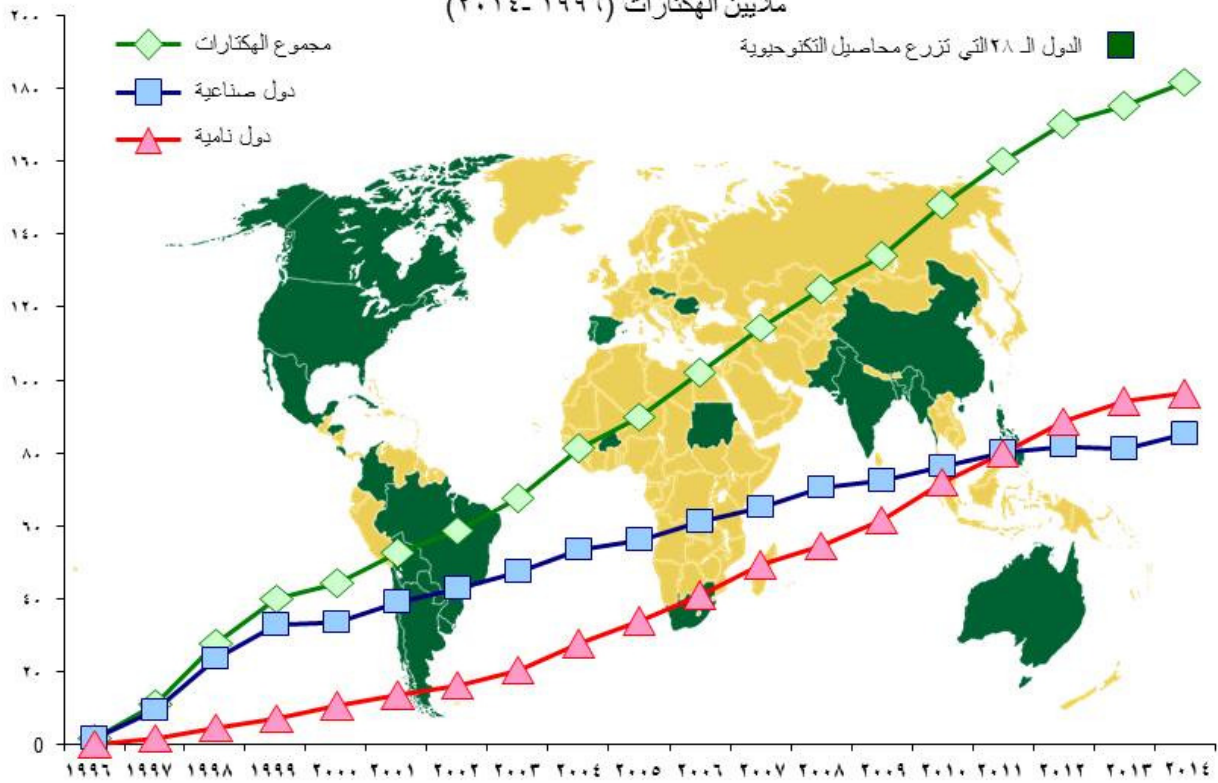 ملايين الهكتارات (١٩٩٦-٢٠١٤)
مجموع الهكتارات
دول صناعية
دول نامية
الدول الـ ٢٨ التي تزرع محاصيل التكنوحيوية
٢٠٠
١٨٠
١٦٠
١٤٠
١٢٠
١٠٠
٨٠
٦٠
٤٠
٢٠
0
١٩٩٦ ١٩٩٧ ١٩٩٨ ١٩٩٩ ٢٠٠٠ ٢٠٠١ ٢٠٠٢ ٢٠٠٣ ٢٠٠٤ ٢٠٠٥ ٢٠٠٦ ٢٠٠٧ ٢٠٠٨ ٢٠٠٩ ٢٠١٠ ٢٠١١ ٢٠١٢ ٢٠١٣ ٢٠١٤